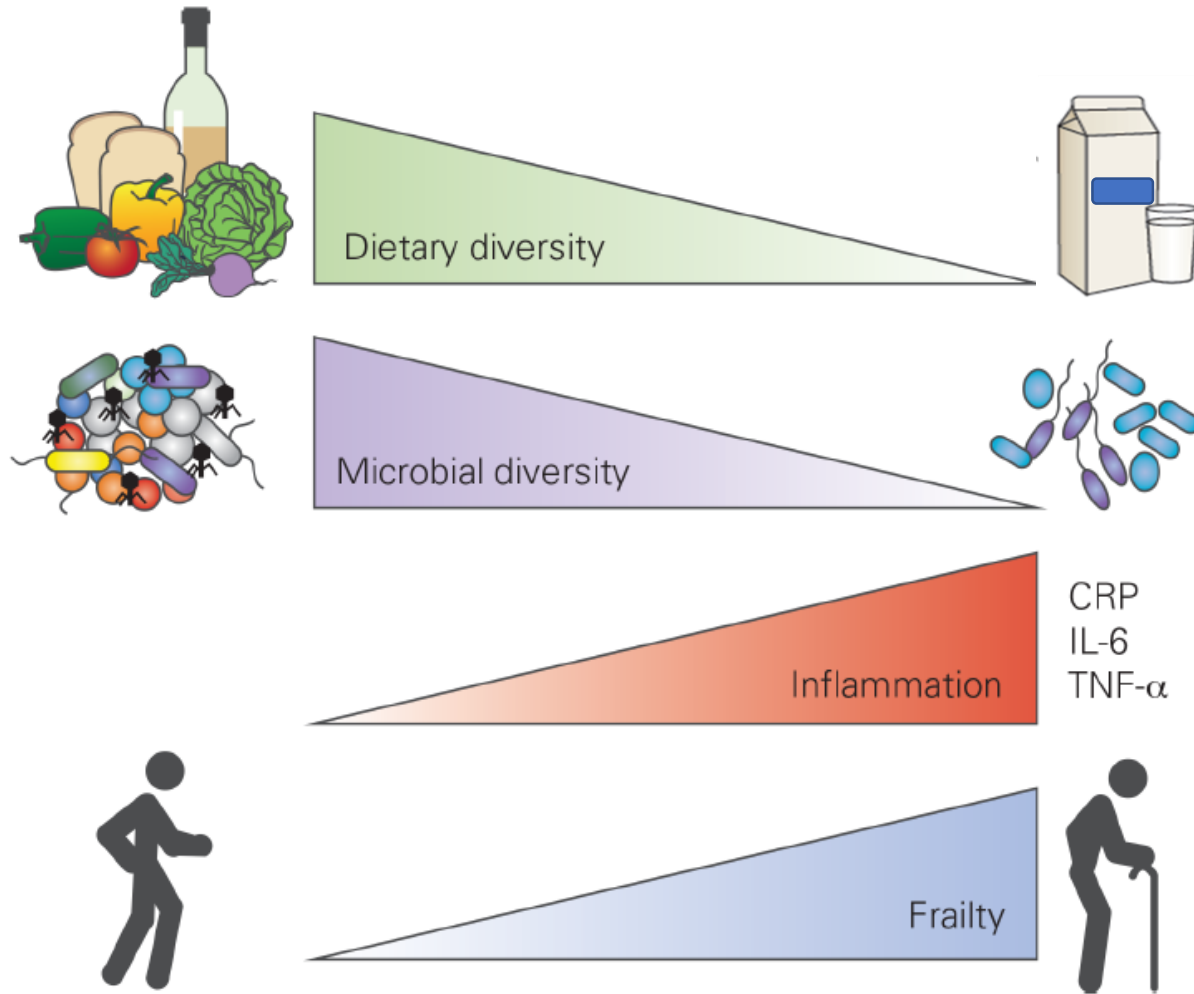 Dietary diversity
Microbial diversity
Inflammation
CRP
IL-6
TNF-α
Frailty